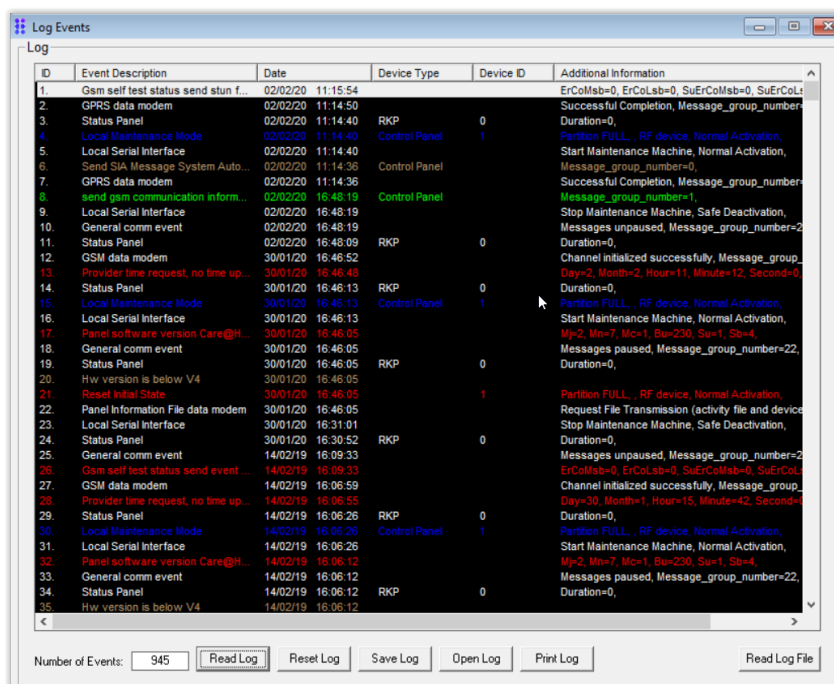 Log Events
Log
ID Event Description Date Device Type Device ID Additional Information
1. Gsm self test status send stun f... 02/02/20 11:15:54 ErCoMsb=0, ErCoLsb=0, SuErCoMsb=0, SuErCoLs
2. GPRS data modem 02/02/20 11:14:50 Successful Completion, Message_group_number=
3. Status Panel 02/02/20 11:14:40 RKP 0 Duration=0,
4. Local Maintenance Mode 02/02/20 11:14:40 Control Panel 1 Partition FULL, , RF device, Normal Activation,
5. Local Serial Interface 02/02/20 11:14:40 Start Maintenance Machine, Normal Activation,
6. Send SIA Message System Auto... 02/02/20 11:14:36 Control Panel Message_group_number=0,
7. GPRS data modem 02/02/20 11:14:36 Successful Completion, Message_group_number=
8. send gsm communication inform... 02/02/20 16:48:19 Control Panel Message_group_number=1,
9. Local Serial Interface 02/02/20 16:48:19 Stop Maintenance Machine, Safe Deactivation,
10. General comm event 02/02/20 16:48:19 Messages unpaused, Message_group_number=2
11. Status Panel 02/02/20 16:48:09 RKP 0 Duration=0,
12. GSM data modem 30/01/20 16:46:52 Channel initialized successfully, Message_group_
13. Provider time request, no time up... 30/01/20 16:46:48 Day=2, Month=2, Hour=11, Minute=12, Second=0,
14. Status Panel 30/01/20 16:46:13 RKP 0 Duration=0,
15. Local Maintenance Mode 30/01/20 16:46:13 Control Panel 1 Partition FULL, , RF device, Normal Activation,
16. Local Serial Interface 30/01/20 16:46:13 Start Maintenance Machine, Normal Activation,
17. Panel software version Care@H... 30/01/20 16:46:05 Mj=2, Mn=7, Mc=1, Bu=230, Su=1, Sb=4,
18. General comm event 30/01/20 16:46:05 Messages paused, Message_group_number=22,
19. Status Panel 30/01/20 16:46:05 RKP 0 Duration=0,
20. Hw version is below V4 30/01/20 16:46:05
21. Reset Initial State 30/01/20 16:46:05 1 Partition FULL, , RF device, Normal Activation,
22. Panel Information File data modem 30/01/20 16:46:05 Request File Transmission (activity file and device
23. Local Serial Interface 30/01/20 16:31:01 Stop Maintenance Machine, Safe Deactivation,
24. Status Panel 30/01/20 16:30:52 RKP 0 Duration=0,
25. General comm event 14/02/19 16:09:33 Messages unpaused, Message_group_number=2
26. Gsm self test status send event ... 14/02/19 16:09:33 ErCoMsb=0, ErCoLsb=0, SuErCoMsb=0, SuErCoLs
27. GSM data modem 14/02/19 16:06:59 Channel initialized successfully, Message_group_
28. Provider time request, no time up... 14/02/19 16:06:55 Day=30, Month=1, Hour=15, Minute=42, Second=0
29. Status Panel 14/02/19 16:06:26 RKP 0 Duration=0,
30. Local Maintenance Mode 14/02/19 16:06:26 Control Panel 1 Partition FULL, , RF device, Normal Activation,
31. Local Serial Interface 14/02/19 16:06:26 Start Maintenance Machine, Normal Activation,
32. Panel software version Care@H... 14/02/19 16:06:12 Mj=2, Mn=7, Mc=1, Bu=230, Su=1, Sb=4,
33. General comm event 14/02/19 16:06:12 Messages paused, Message_group_number=22,
34. Status Panel 14/02/19 16:06:12 RKP 0 Duration=0,
35. Hw version is below V4 14/02/19 16:06:12
Number of Events: 945 Read Log Reset Log Save Log Open Log Print Log Read Log File